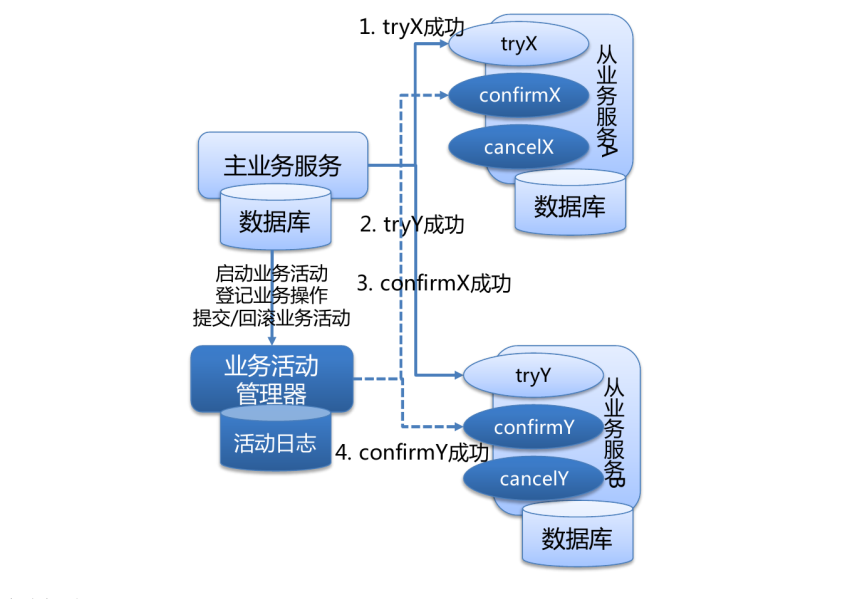 1. tryX成功
tryX
confirmX
cancelX
从业务服务A
数据库
主业务服务
数据库
2. tryY成功
启动业务活动
登记业务操作
提交/回滚业务活动
3. confirmX成功
业务活动
管理器
活动日志
tryY
confirmY
cancelY
从业务服务B
4. confirmY成功
数据库